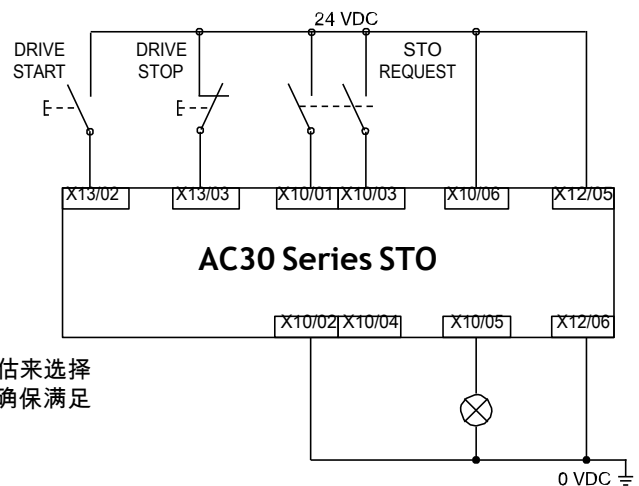 24 VDC
DRIVE
START
DRIVE
STOP
STO
REQUEST
X13/02 X13/03 X10/01 X10/03 X10/06 X12/05
AC30 Series STO
X10/02 X10/04 X10/05 X12/06
估来选择
确保满足
0 VDC